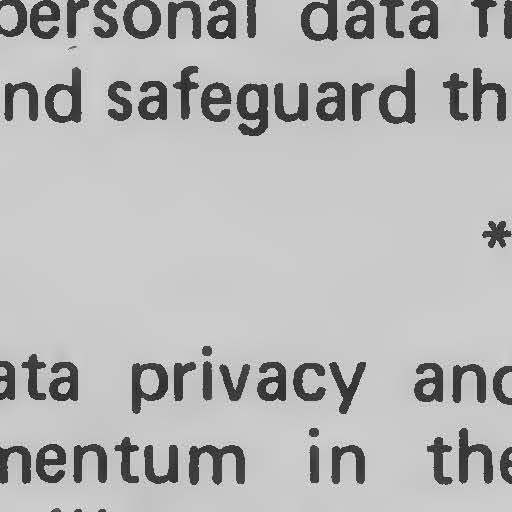 personal data
nd safeguard th
*
ata privacy and
mentum in the